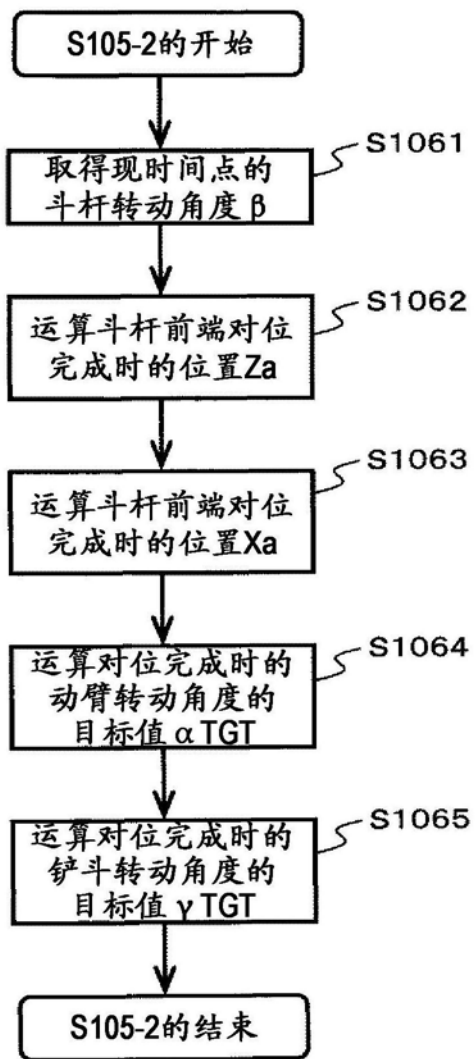 S105-2的开始
S1061
取得现时间点的
斗杆转动角度β
S1062
运算斗杆前端对位
完成时的位置Za
S1063
运算斗杆前端对位
完成时的位置Xa
S1064
运算对位完成时的
动臂转动角度的
目标值αTGT
S1065
运算对位完成时的
铲斗转动角度的
目标值γTGT
S105-2的结束